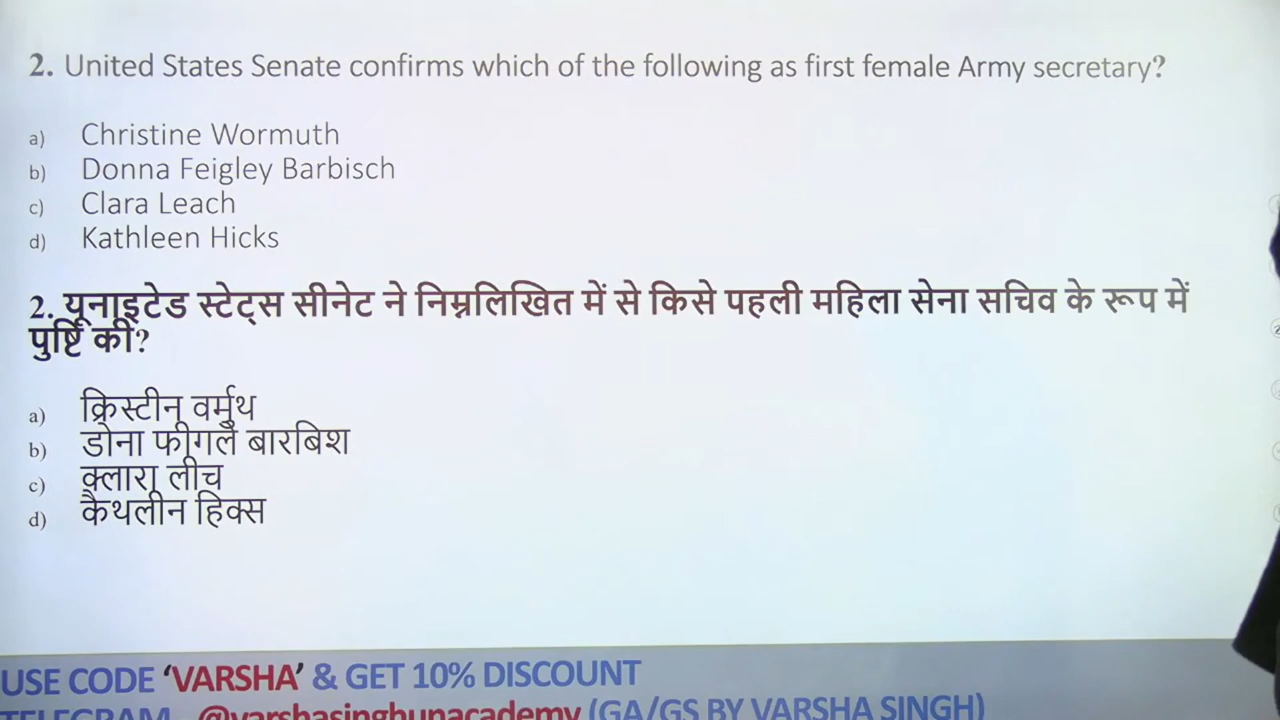 2. United States Senate confirms which of the following as first female Army secretary?
a) Christine Wormuth
b) Donna Feigley Barbisch
c) Clara Leach
d) Kathleen Hicks
2. यूनाइटेड स्टेट्स सीनेट ने निम्नलिखित में से किसे पहली महिला सेना सचिव के रूप में
पुष्टि की?
a) क्रिस्टीन वर्मुथ
b) डोना फीगले बारबिश
c) क्लारा लीच
d) कैथलीन हिक्स
USE CODE 'VARSHA' & GET 10% DISCOUNT
TELEGRAM @varshasinghunacademy (GA/GS BY VARSHA SINGH)